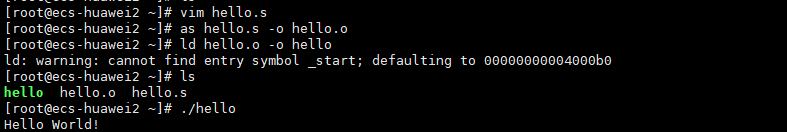 [root@ecs-huawei2 ~]# vim hello.s
[root@ecs-huawei2 ~]# as hello.s -o hello.o
[root@ecs-huawei2 ~]# ld hello.o -o hello
ld: warning: cannot find entry symbol _start; defaulting to 00000000004000b0
[root@ecs-huawei2 ~]# ls
hello  hello.o  hello.s
[root@ecs-huawei2 ~]# ./hello
Hello World!